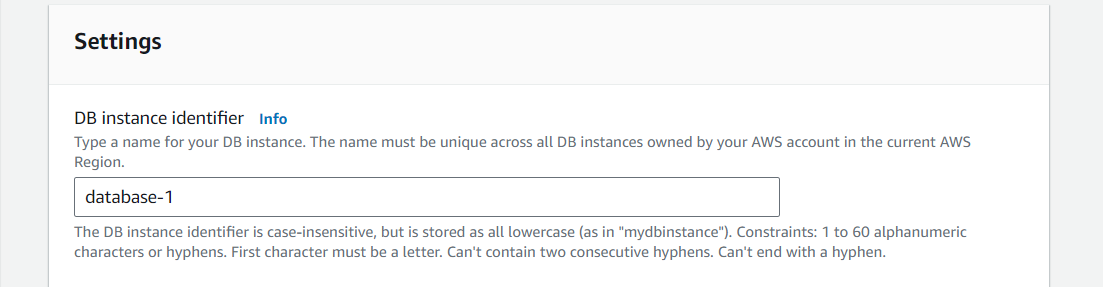 Settings
DB instance identifier Info
Type a name for your DB instance. The name must be unique across all DB instances owned by your AWS account in the current AWS
Region.
database-1
The DB instance identifier is case-insensitive, but is stored as all lowercase (as in "mydbinstance"). Constraints: 1 to 60 alphanumeric
characters or hyphens. First character must be a letter. Can't contain two consecutive hyphens. Can't end with a hyphen.